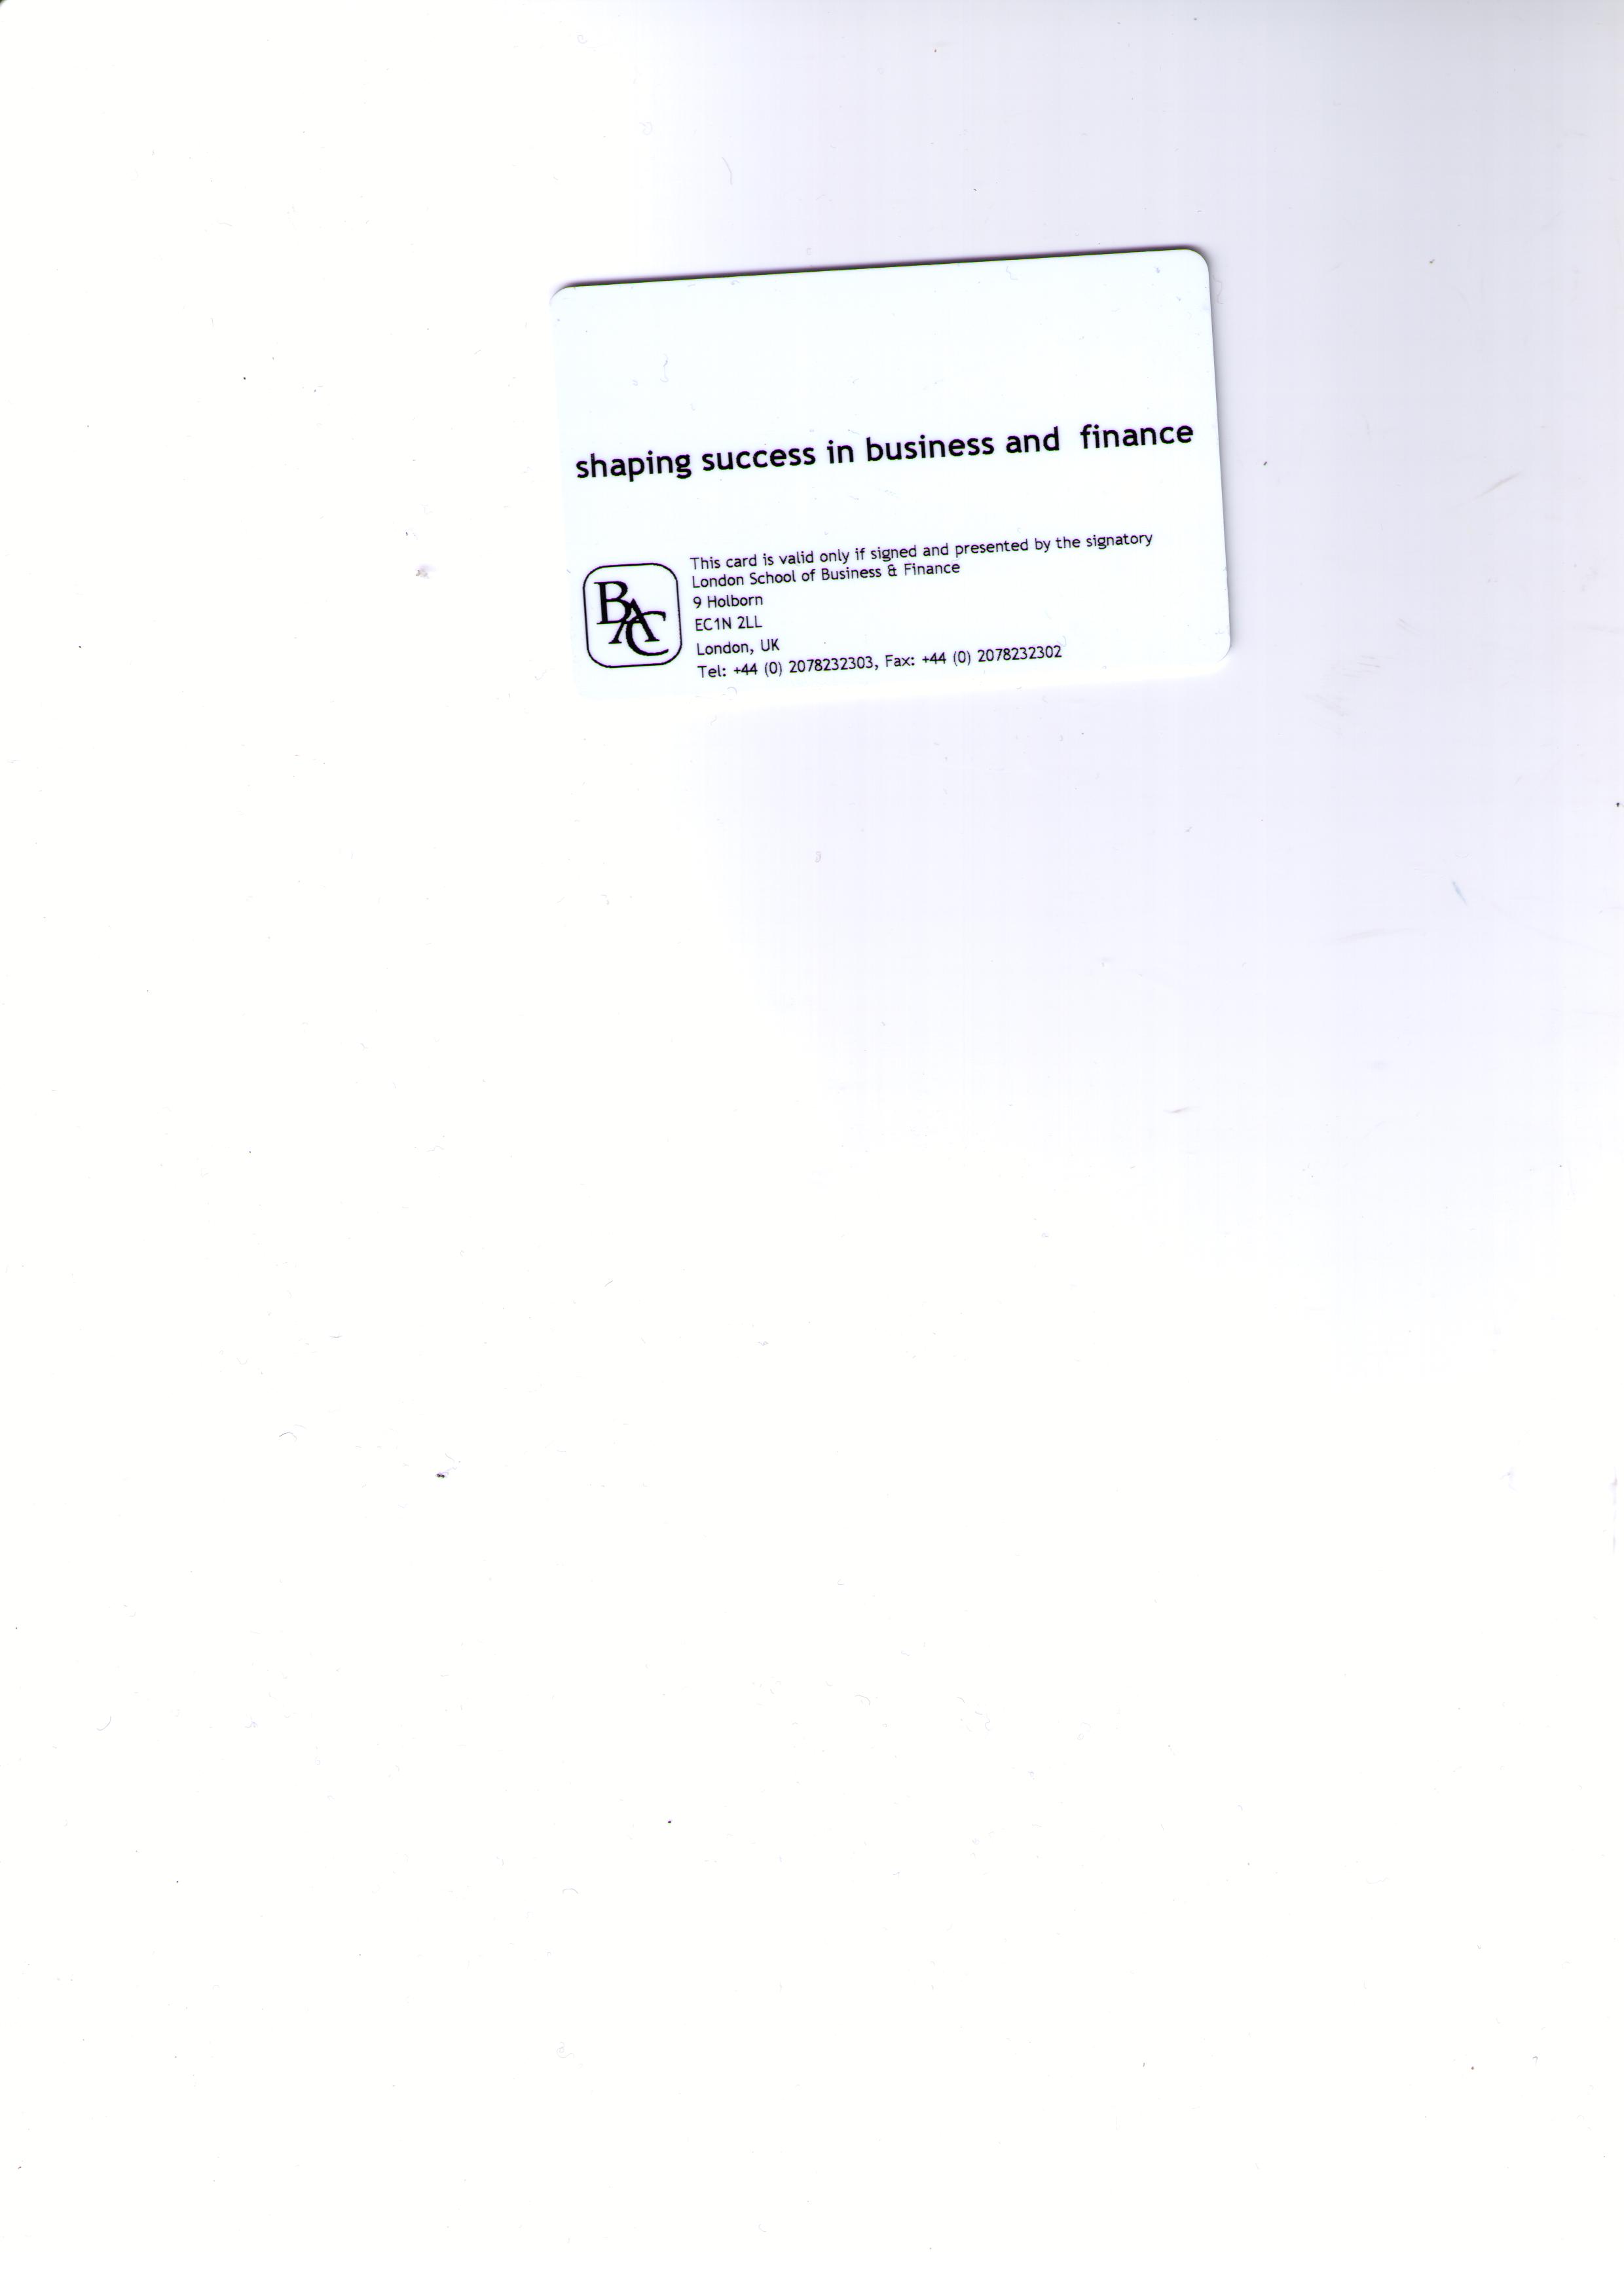 shaping success in business and finance
This card is valid only if signed and presented by the signatory
London School of Business & Finance
9 Holborn
EC1N 2LL
London, UK
Tel: +44 (0) 2078232303, Fax: +44 (0) 2078232302
BAC